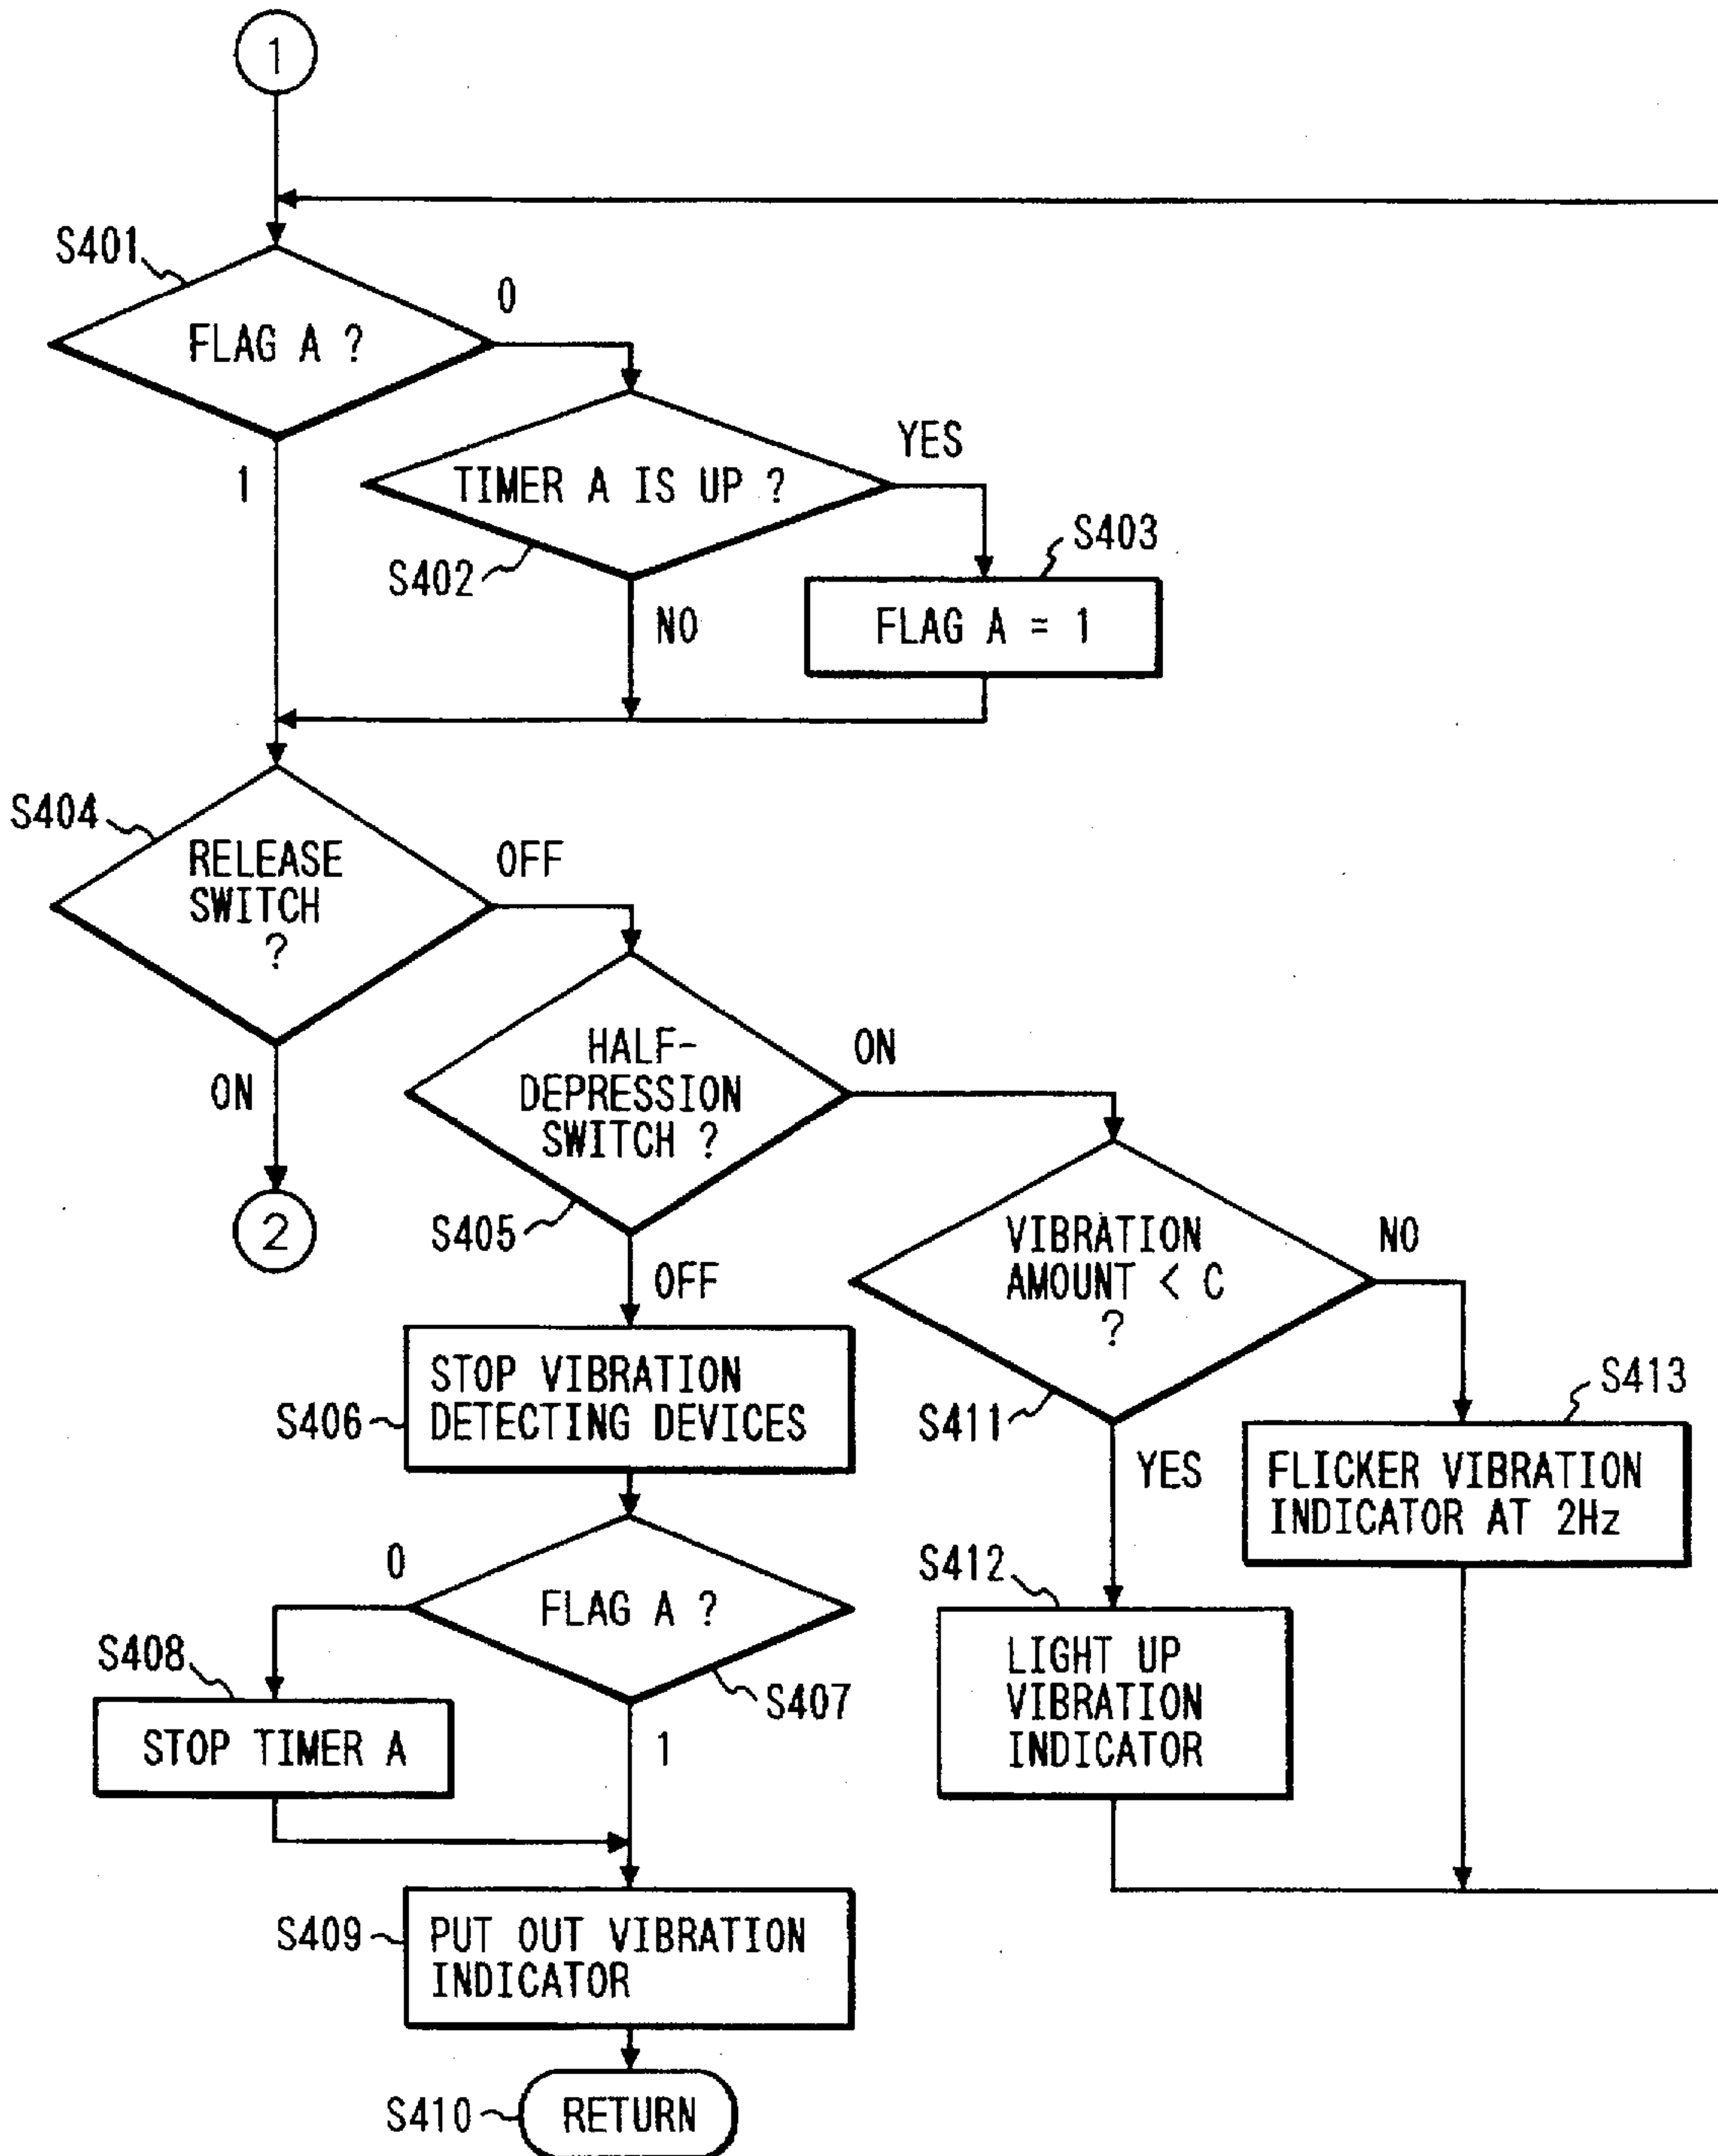 1
S401
0
FLAG A ?
1
YES
TIMER A IS UP ?
S402
S403
NO
FLAG A = 1
S404
RELEASE
SWITCH
?
OFF
ON
2
HALF-
DEPRESSION
SWITCH ?
ON
S405
OFF
VIBRATION
AMOUNT < C
?
NO
S411
YES
S406
STOP VIBRATION
DETECTING DEVICES
S413
FLICKER VIBRATION
INDICATOR AT 2Hz
S412
LIGHT UP
VIBRATION
INDICATOR
0
FLAG A ?
S407
1
S408
STOP TIMER A
S409
PUT OUT VIBRATION
INDICATOR
S410
RETURN